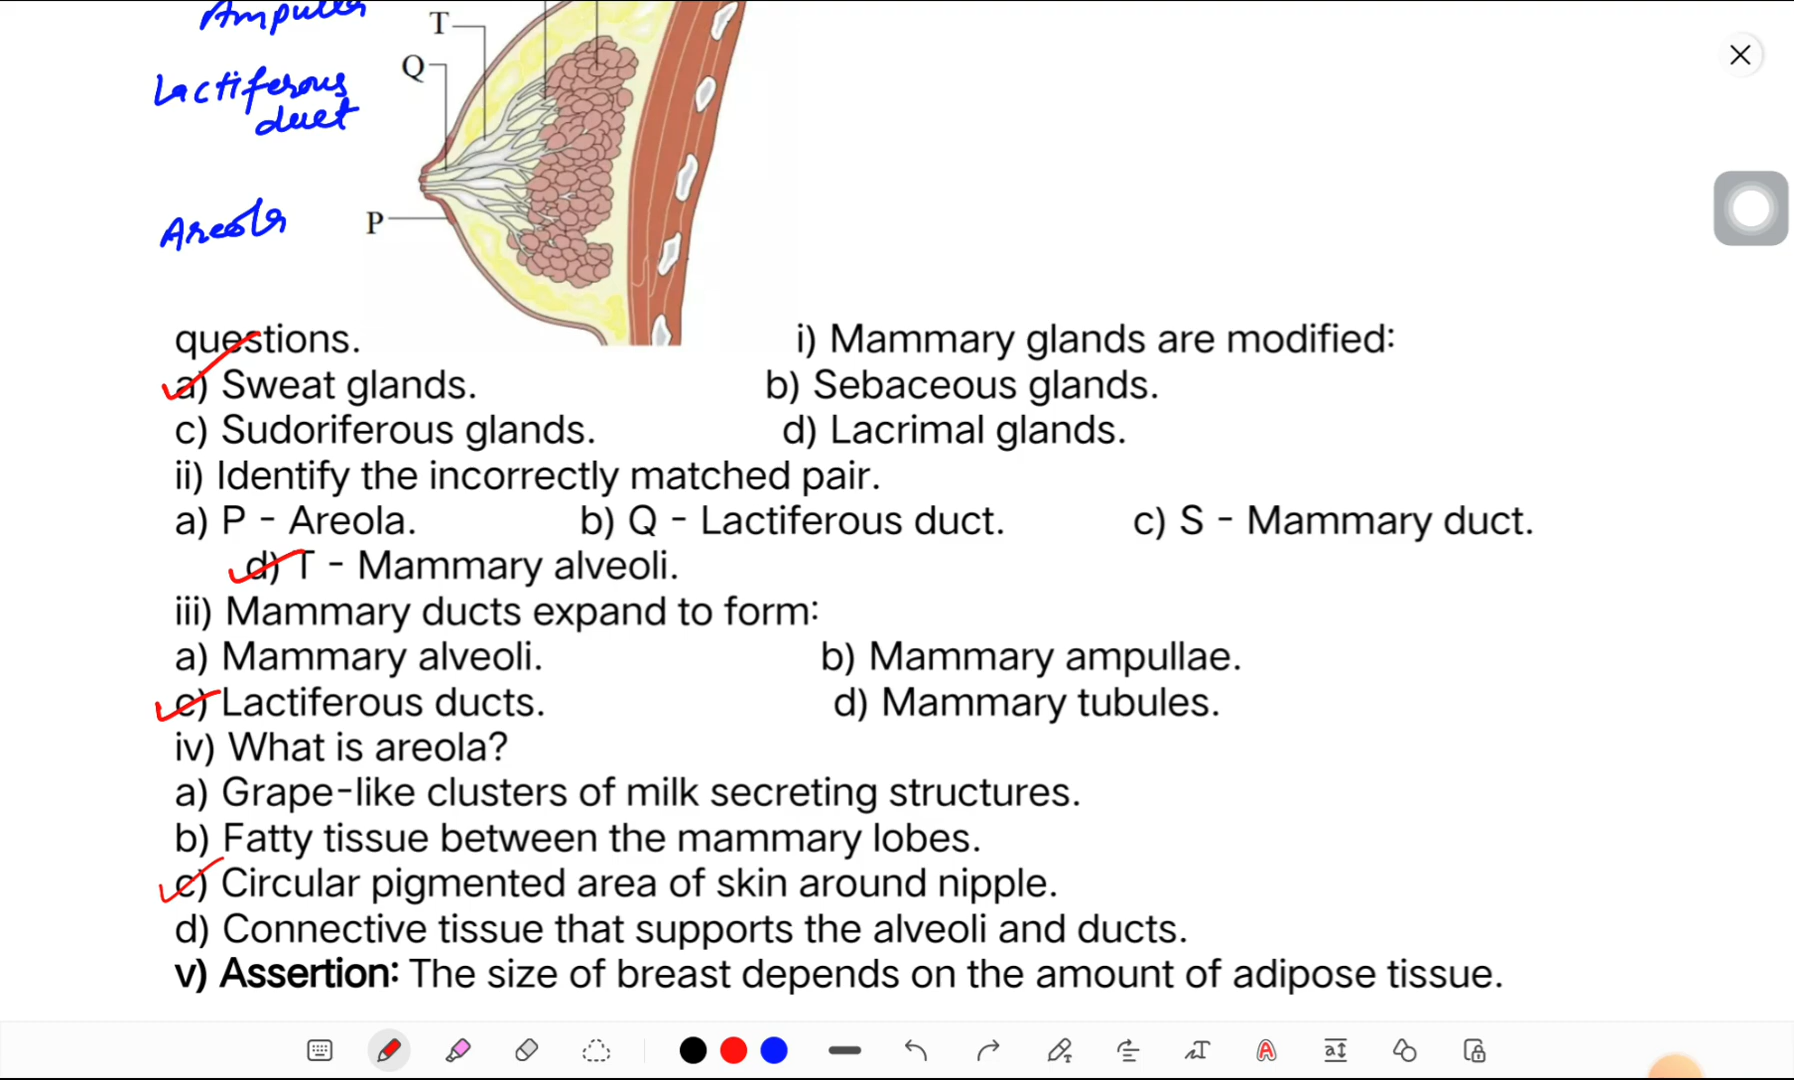 Ampulla
T
Q
Lactiferous
duct
Areola
P
questions.
i) Mammary glands are modified:
a) Sweat glands.
b) Sebaceous glands.
c) Sudoriferous glands.
d) Lacrimal glands.
ii) Identify the incorrectly matched pair.
a) P - Areola.
b) Q - Lactiferous duct.
c) S - Mammary duct.
d) T - Mammary alveoli.
iii) Mammary ducts expand to form:
a) Mammary alveoli.
b) Mammary ampullae.
c) Lactiferous ducts.
d) Mammary tubules.
iv) What is areola?
a) Grape-like clusters of milk secreting structures.
b) Fatty tissue between the mammary lobes.
c) Circular pigmented area of skin around nipple.
d) Connective tissue that supports the alveoli and ducts.
v) Assertion: The size of breast depends on the amount of adipose tissue.